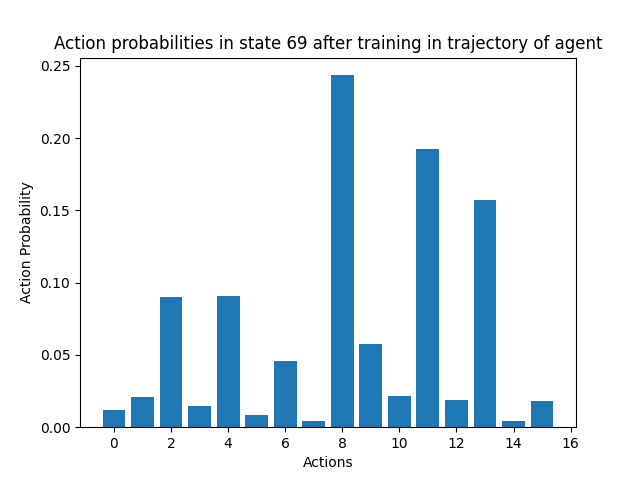 Action probabilities in state 69 after training in trajectory of agent
0.25
0.20
0.15
0.10
0.05
0.00
Action Probability
0 2 4 6 8 10 12 14 16
Actions